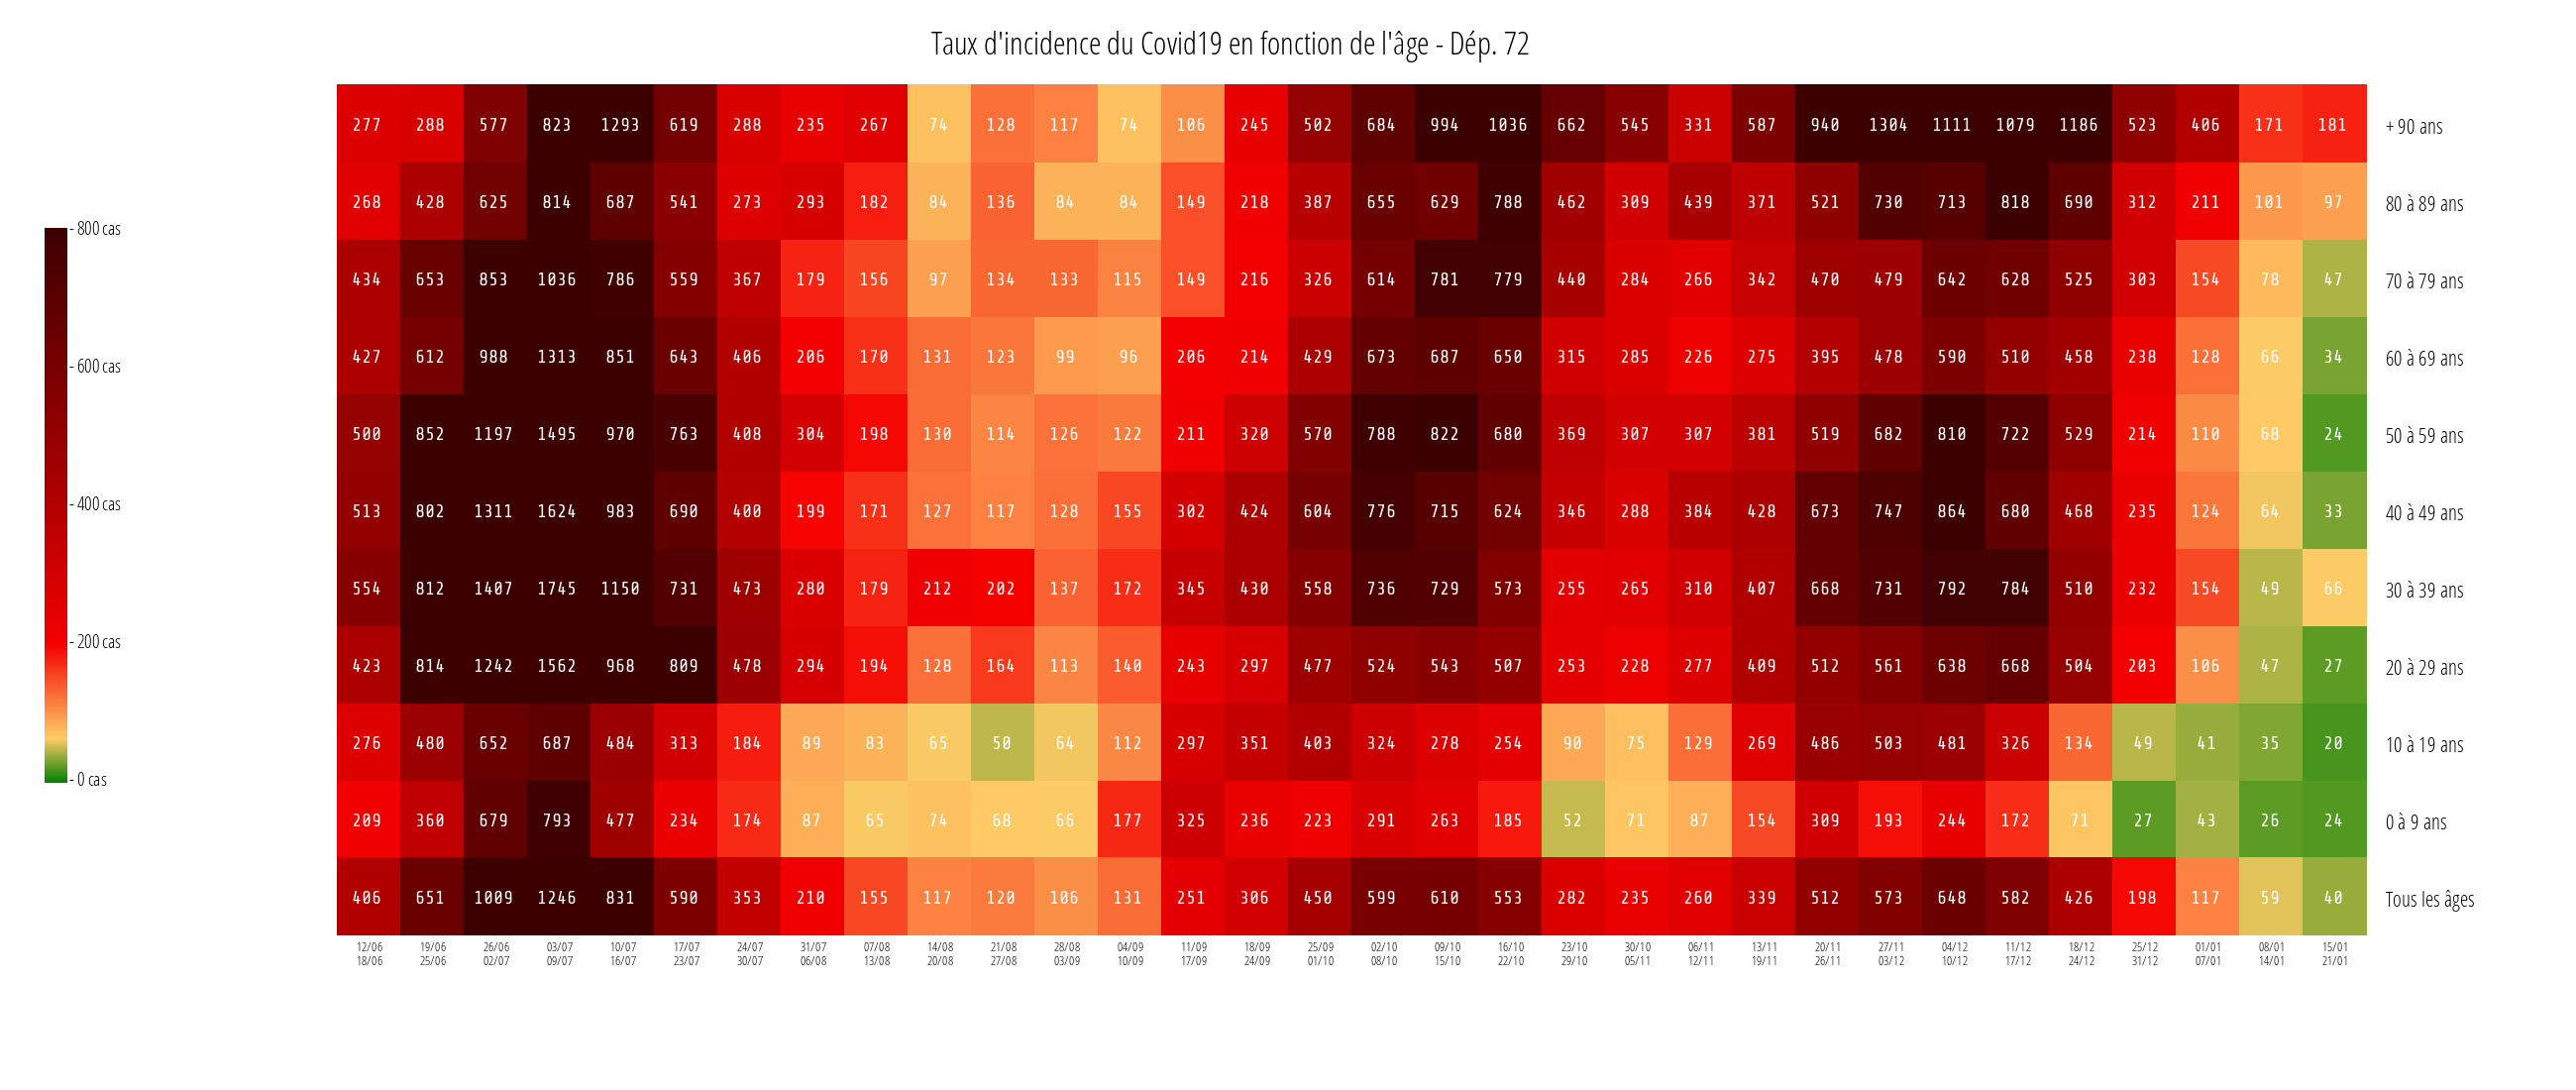 Taux d'incidence du Covid19 en fonction de l'âge - Dép. 72
- 800 cas
- 600 cas
- 400 cas
- 200 cas
- 0 cas
277 288 577 823 1293 619 288 235 267 74 128 117 74 106 245 502 684 994 1036 662 545 331 587 940 1304 1111 1079 1186 523 406 171 181 + 90 ans
268 428 625 814 687 541 273 293 182 84 136 84 84 149 218 387 655 629 788 462 309 439 371 521 730 713 818 690 312 211 101 97 80 à 89 ans
434 653 853 1036 786 559 367 179 156 97 134 133 115 149 216 326 614 781 779 440 284 266 342 470 479 642 628 525 303 154 78 47 70 à 79 ans
427 612 988 1313 851 643 406 206 170 131 123 99 96 206 214 429 673 687 650 315 285 226 275 395 478 590 510 458 238 128 66 34 60 à 69 ans
500 852 1197 1495 970 763 408 304 198 130 114 126 122 211 320 570 788 822 680 369 307 307 381 519 682 810 722 529 214 110 68 24 50 à 59 ans
513 802 1311 1624 983 690 400 199 171 127 117 128 155 302 424 604 776 715 624 346 288 384 428 673 747 864 680 468 235 124 64 33 40 à 49 ans
554 812 1407 1745 1150 731 473 280 179 212 202 137 172 345 430 558 736 729 573 255 265 310 407 668 731 792 784 510 232 154 49 66 30 à 39 ans
423 814 1242 1562 968 809 478 294 194 128 164 113 140 243 297 477 524 543 507 253 228 277 409 512 561 638 668 504 203 106 47 27 20 à 29 ans
276 480 652 687 484 313 184 89 83 65 50 64 112 297 351 403 324 278 254 90 75 129 269 486 503 481 326 134 49 41 35 20 10 à 19 ans
209 360 679 793 477 234 174 87 65 74 68 66 177 325 236 223 291 263 185 52 71 87 154 309 193 244 172 71 27 43 26 24 0 à 9 ans
406 651 1009 1246 831 590 353 210 155 117 120 106 131 251 306 450 599 610 553 282 235 260 339 512 573 648 582 426 198 117 59 40 Tous les âges
12/06 19/06 26/06 03/07 10/07 17/07 24/07 31/07 07/08 14/08 21/08 28/08 04/09 11/09 18/09 25/09 02/10 09/10 16/10 23/10 30/10 06/11 13/11 20/11 27/11 04/12 11/12 18/12 25/12 01/01 08/01 15/01
18/06 25/06 02/07 09/07 16/07 23/07 30/07 06/08 13/08 20/08 27/08 03/09 10/09 17/09 24/09 01/10 08/10 15/10 22/10 29/10 05/11 12/11 19/11 26/11 03/12 10/12 17/12 24/12 31/12 07/01 14/01 21/01